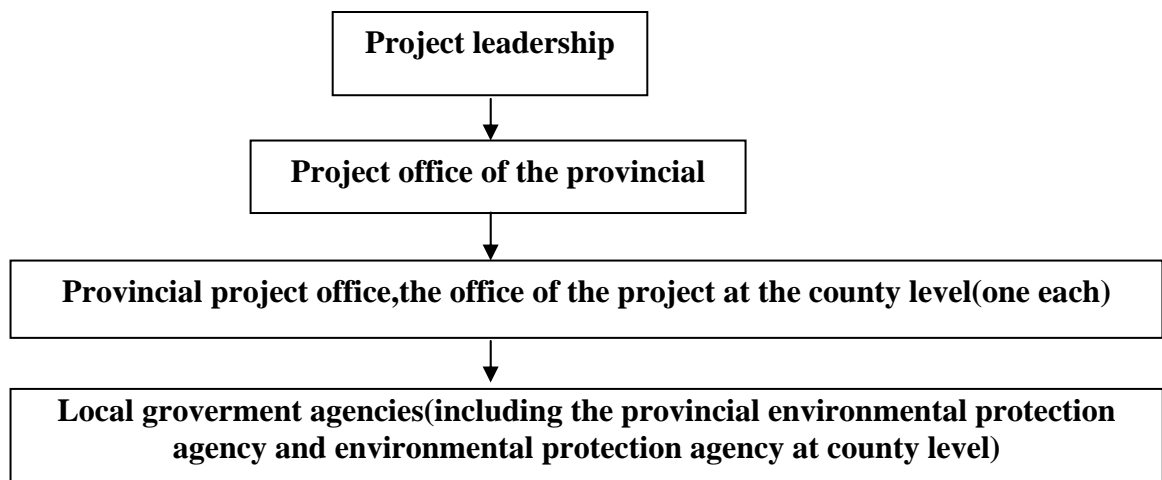 Project leadership
Project office of the provincial
Provincial project office,the office of the project at the county level(one each)
Local groverment agencies(including the provincial environmental protection
agency and environmental protection agency at county level)